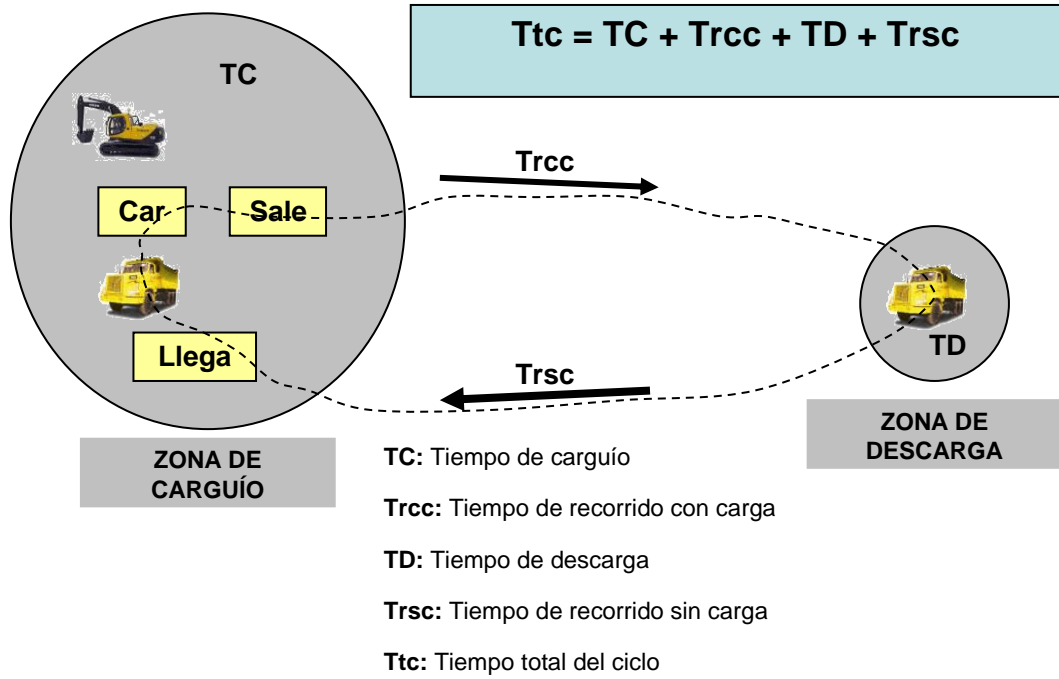 Ttc = TC + Trcc + TD + Trsc
TC
Trcc
Car
Sale
Llega
TD
Trsc
ZONA DE
DESCARGA
ZONA DE
CARGUÍO
TC: Tiempo de carguío
Trcc: Tiempo de recorrido con carga
TD: Tiempo de descarga
Trsc: Tiempo de recorrido sin carga
Ttc: Tiempo total del ciclo